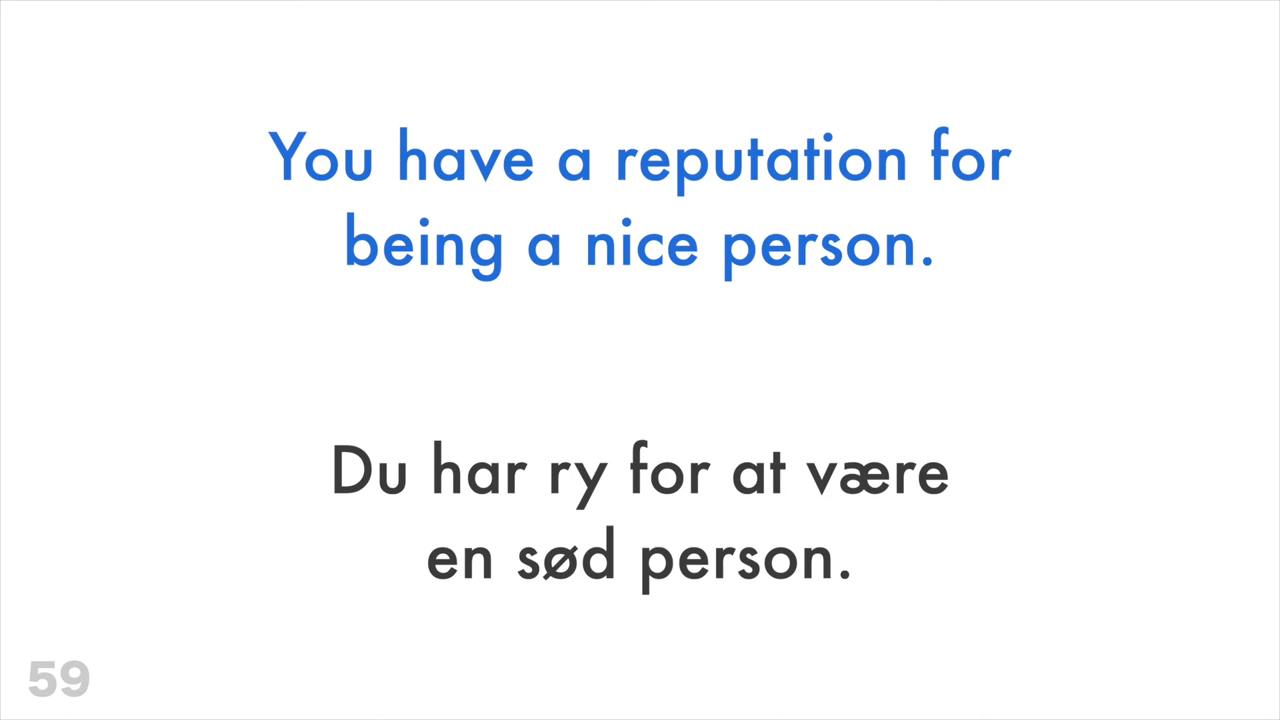 You have a reputation for
being a nice person.
Du har ry for at være
en sød person.
59